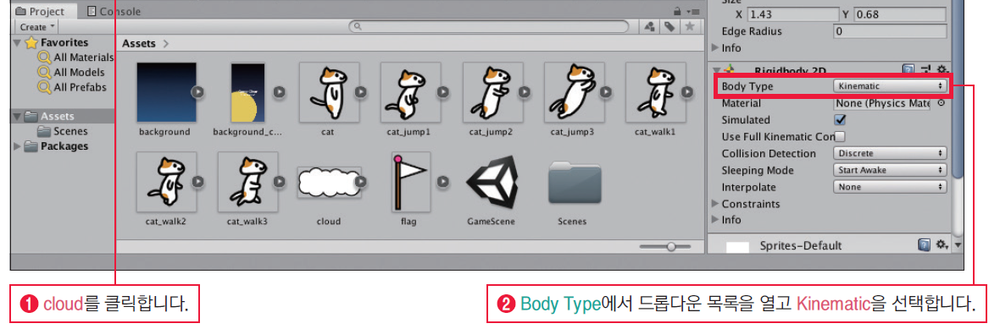 Project
Console
Create
Favorites
All Materials
All Models
All Prefabs
Assets
Scenes
Packages
Assets >
background
background_c...
cat
cat_jump1
cat_jump2
cat_jump3
cat_walk1
cat_walk2
cat_walk3
cloud
flag
GameScene
Scenes
Size
X 1.43 Y 0.68
Edge Radius 0
Info
Rigidbody 2D
Body Type Kinematic
Material None (Physics Mate
Simulated
Use Full Kinematic Con
Collision Detection Discrete
Sleeping Mode Start Awake
Interpolate None
Constraints
Info
Sprites-Default
❶ cloud를 클릭합니다.
❷ Body Type에서 드롭다운 목록을 열고 Kinematic을 선택합니다.